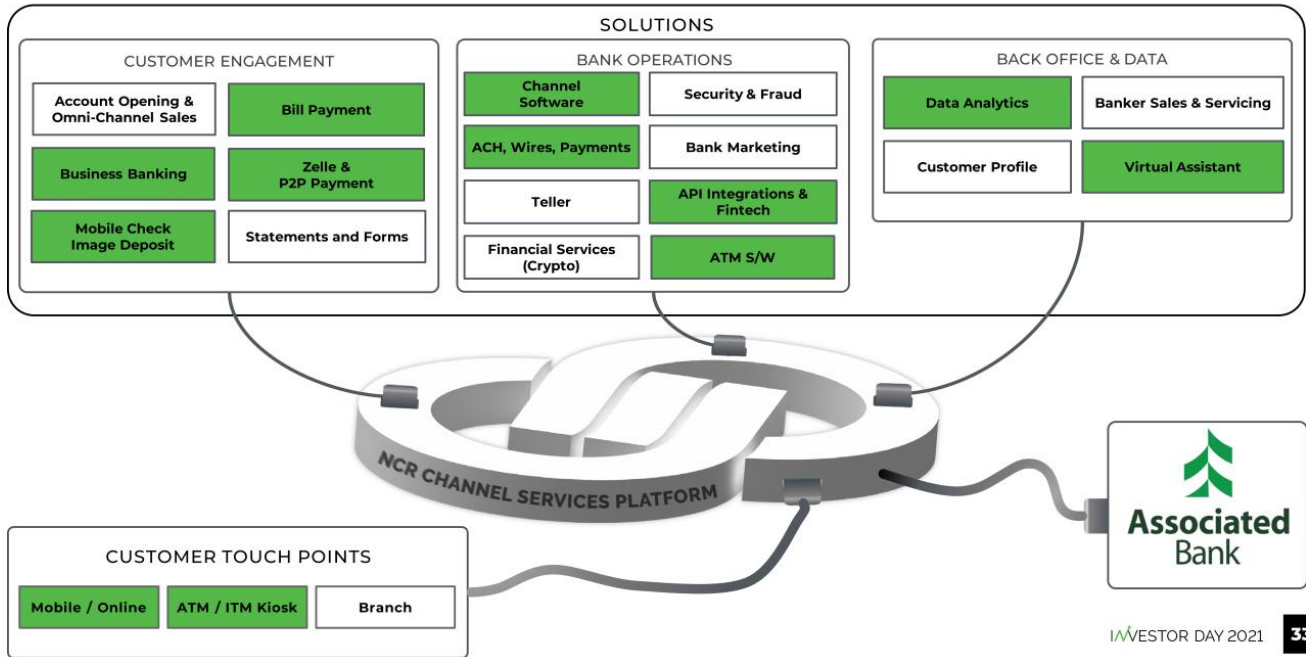 SOLUTIONS
CUSTOMER ENGAGEMENT
Account Opening &
Omni-Channel Sales
Bill Payment
Business Banking
Zelle &
P2P Payment
Mobile Check
Image Deposit
Statements and Forms
BANK OPERATIONS
Channel
Software
Security & Fraud
ACH, Wires, Payments
Bank Marketing
Teller
API Integrations &
Fintech
Financial Services
(Crypto)
ATM S/W
BACK OFFICE & DATA
Data Analytics
Banker Sales & Servicing
Customer Profile
Virtual Assistant
NCR CHANNEL SERVICES PLATFORM
Associated
Bank
CUSTOMER TOUCH POINTS
Mobile / Online
ATM / ITM Kiosk
Branch
INVESTOR DAY 2021
33